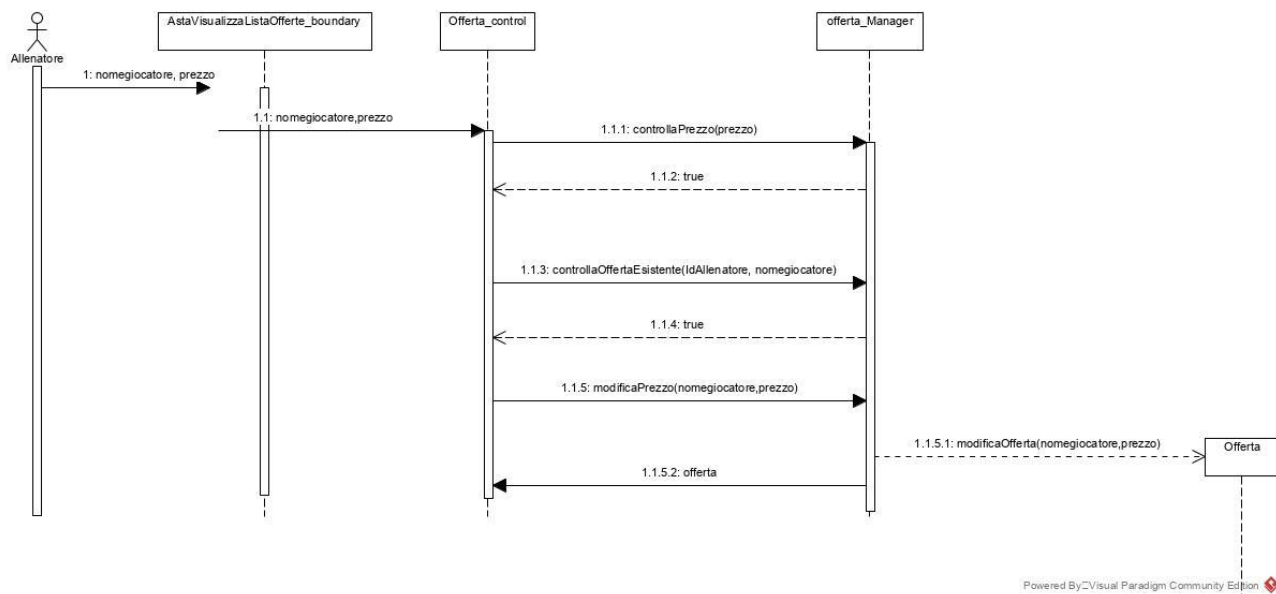 AstaVisualizzaListaOfferte_boundary
Offerta_control
offerta_Manager
Allenatore
1: nomegiocatore, prezzo
1.1: nomegiocatore,prezzo
1.1.1: controllaPrezzo(prezzo)
1.1.2: true
1.1.3: controllaOffertaEsistente(IdAllenatore, nomegiocatore)
1.1.4: true
1.1.5: modificaPrezzo(nomegiocatore,prezzo)
1.1.5.1: modificaOfferta(nomegiocatore,prezzo)
Offerta
1.1.5.2: offerta
Powered By□Visual Paradigm Community Edition